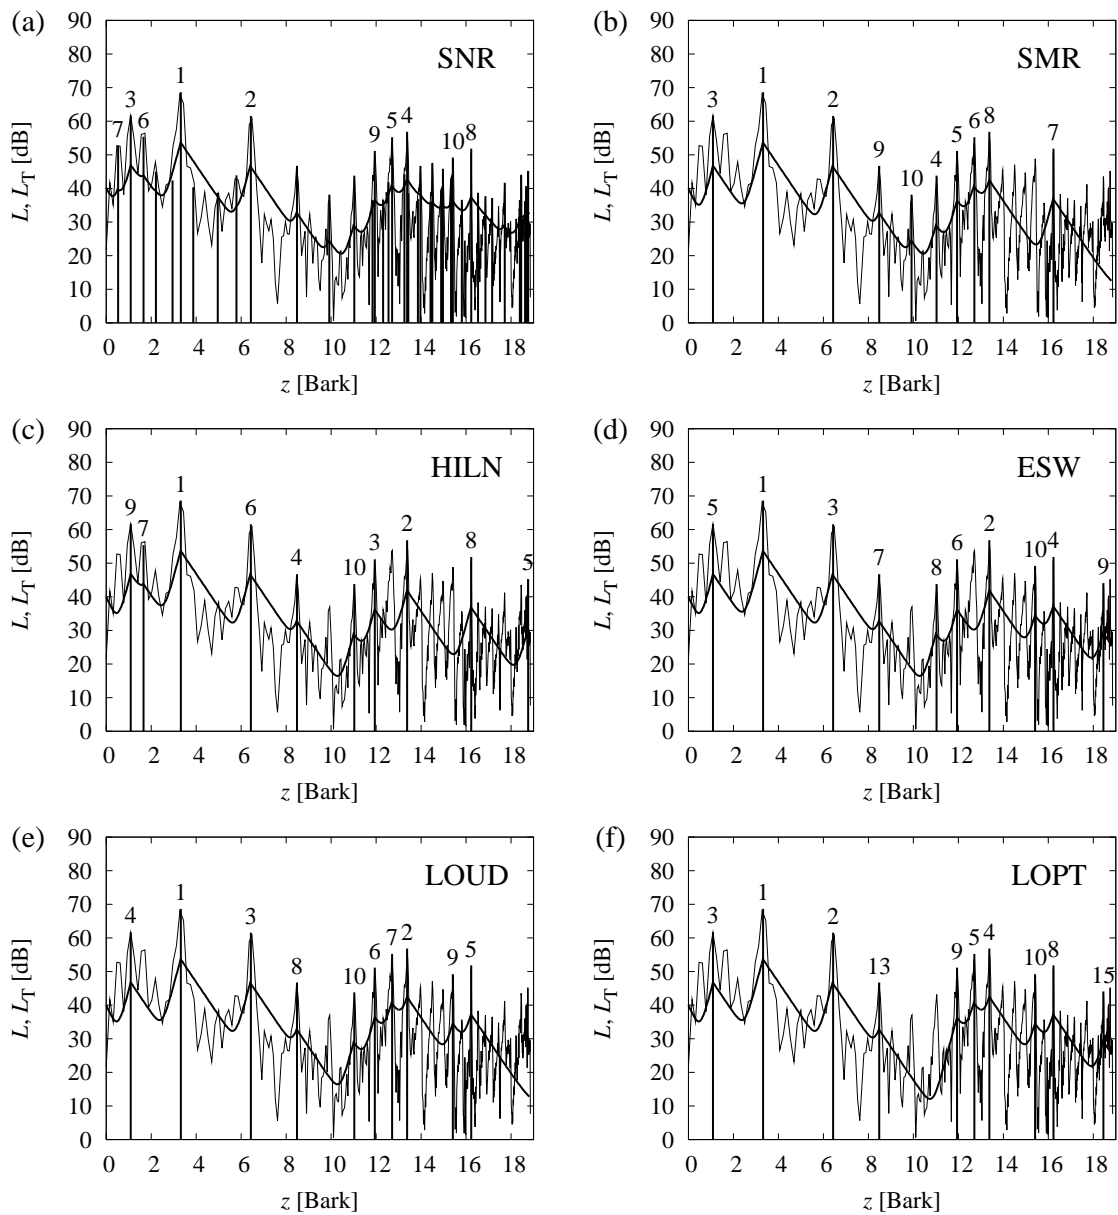 (a)
SNR
L, L_T [dB]
90
80
70
60
50
40
30
20
10
0
7 3 6 1 2 9 5 4 10 8
0 2 4 6 8 10 12 14 16 18
z [Bark]
(b)
SMR
L, L_T [dB]
90
80
70
60
50
40
30
20
10
0
3 1 2 9 10 4 5 6 8 7
0 2 4 6 8 10 12 14 16 18
z [Bark]
(c)
HILN
L, L_T [dB]
90
80
70
60
50
40
30
20
10
0
9 7 1 6 4 10 3 2 8 5
0 2 4 6 8 10 12 14 16 18
z [Bark]
(d)
ESW
L, L_T [dB]
90
80
70
60
50
40
30
20
10
0
5 1 3 7 8 6 2 10 4 9
0 2 4 6 8 10 12 14 16 18
z [Bark]
(e)
LOUD
L, L_T [dB]
90
80
70
60
50
40
30
20
10
0
4 1 3 8 10 6 7 2 9 5
0 2 4 6 8 10 12 14 16 18
z [Bark]
(f)
LOPT
L, L_T [dB]
90
80
70
60
50
40
30
20
10
0
3 1 2 13 9 5 4 10 8 15
0 2 4 6 8 10 12 14 16 18
z [Bark]